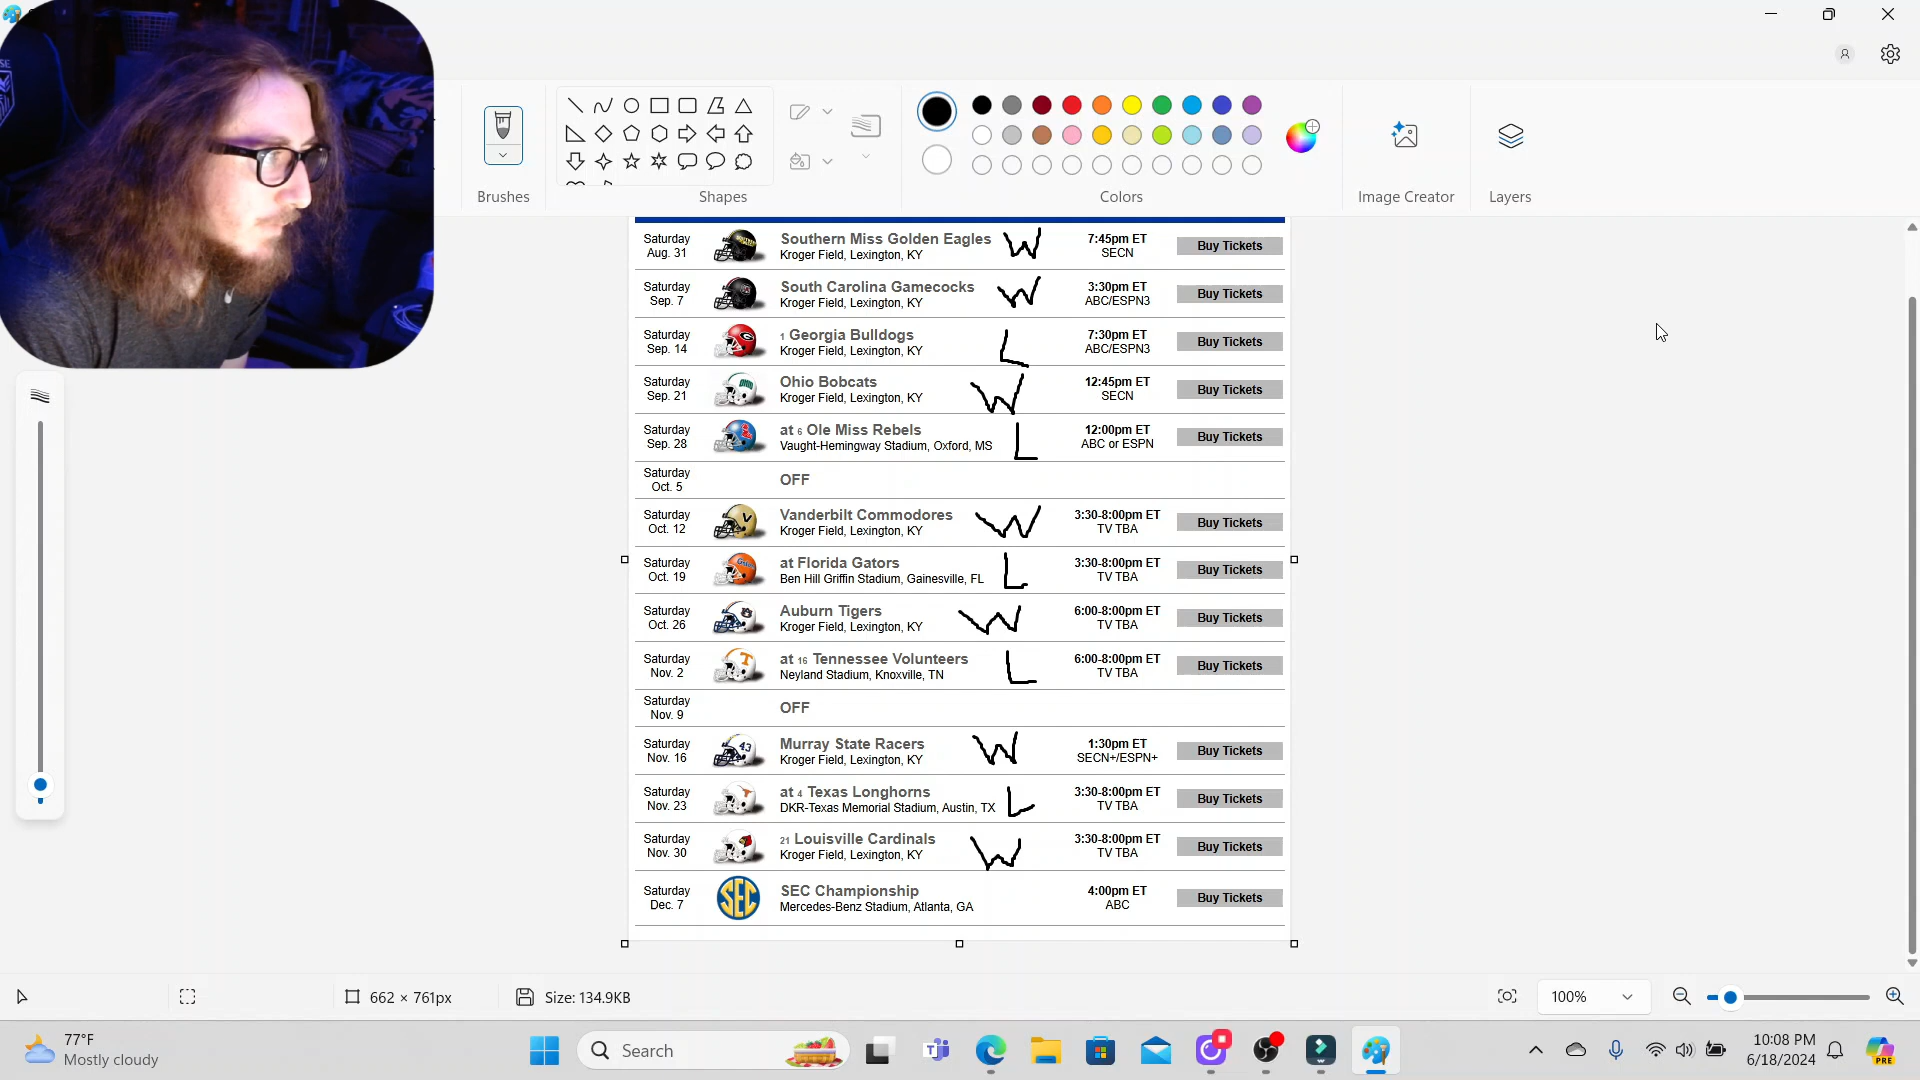 Brushes
Shapes
Colors
Image Creator
Layers
Saturday Aug. 31 Southern Miss Golden Eagles W 7:45pm ET Buy Tickets
Kroger Field, Lexington, KY SECN
Saturday Sep. 7 South Carolina Gamecocks W 3:30pm ET Buy Tickets
Kroger Field, Lexington, KY ABC/ESPN3
Saturday Sep. 14 1 Georgia Bulldogs L 7:30pm ET Buy Tickets
Kroger Field, Lexington, KY ABC/ESPN3
Saturday Sep. 21 OHIO Ohio Bobcats W 12:45pm ET Buy Tickets
Kroger Field, Lexington, KY SECN
Saturday Sep. 28 at 6 Ole Miss Rebels L 12:00pm ET Buy Tickets
Vaught-Hemingway Stadium, Oxford, MS ABC or ESPN
Saturday Oct. 5 OFF
Saturday Oct. 12 V Vanderbilt Commodores W 3:30-8:00pm ET Buy Tickets
Kroger Field, Lexington, KY TV TBA
Saturday Oct. 19 at Florida Gators L 3:30-8:00pm ET Buy Tickets
Ben Hill Griffin Stadium, Gainesville, FL TV TBA
Saturday Oct. 26 Auburn Tigers W 6:00-8:00pm ET Buy Tickets
Kroger Field, Lexington, KY TV TBA
Saturday Nov. 2 T at 16 Tennessee Volunteers L 6:00-8:00pm ET Buy Tickets
Neyland Stadium, Knoxville, TN TV TBA
Saturday Nov. 9 OFF
Saturday Nov. 16 43 Murray State Racers W 1:30pm ET Buy Tickets
Kroger Field, Lexington, KY SECN+/ESPN+
Saturday Nov. 23 at 4 Texas Longhorns L 3:30-8:00pm ET Buy Tickets
DKR-Texas Memorial Stadium, Austin, TX TV TBA
Saturday Nov. 30 21 Louisville Cardinals W 3:30-8:00pm ET Buy Tickets
Kroger Field, Lexington, KY TV TBA
Saturday Dec. 7 SEC SEC Championship 4:00pm ET Buy Tickets
Mercedes-Benz Stadium, Atlanta, GA ABC
662 × 761px
Size: 134.9KB
100%
77°F
Mostly cloudy
Search
10:08 PM
6/18/2024
PRE